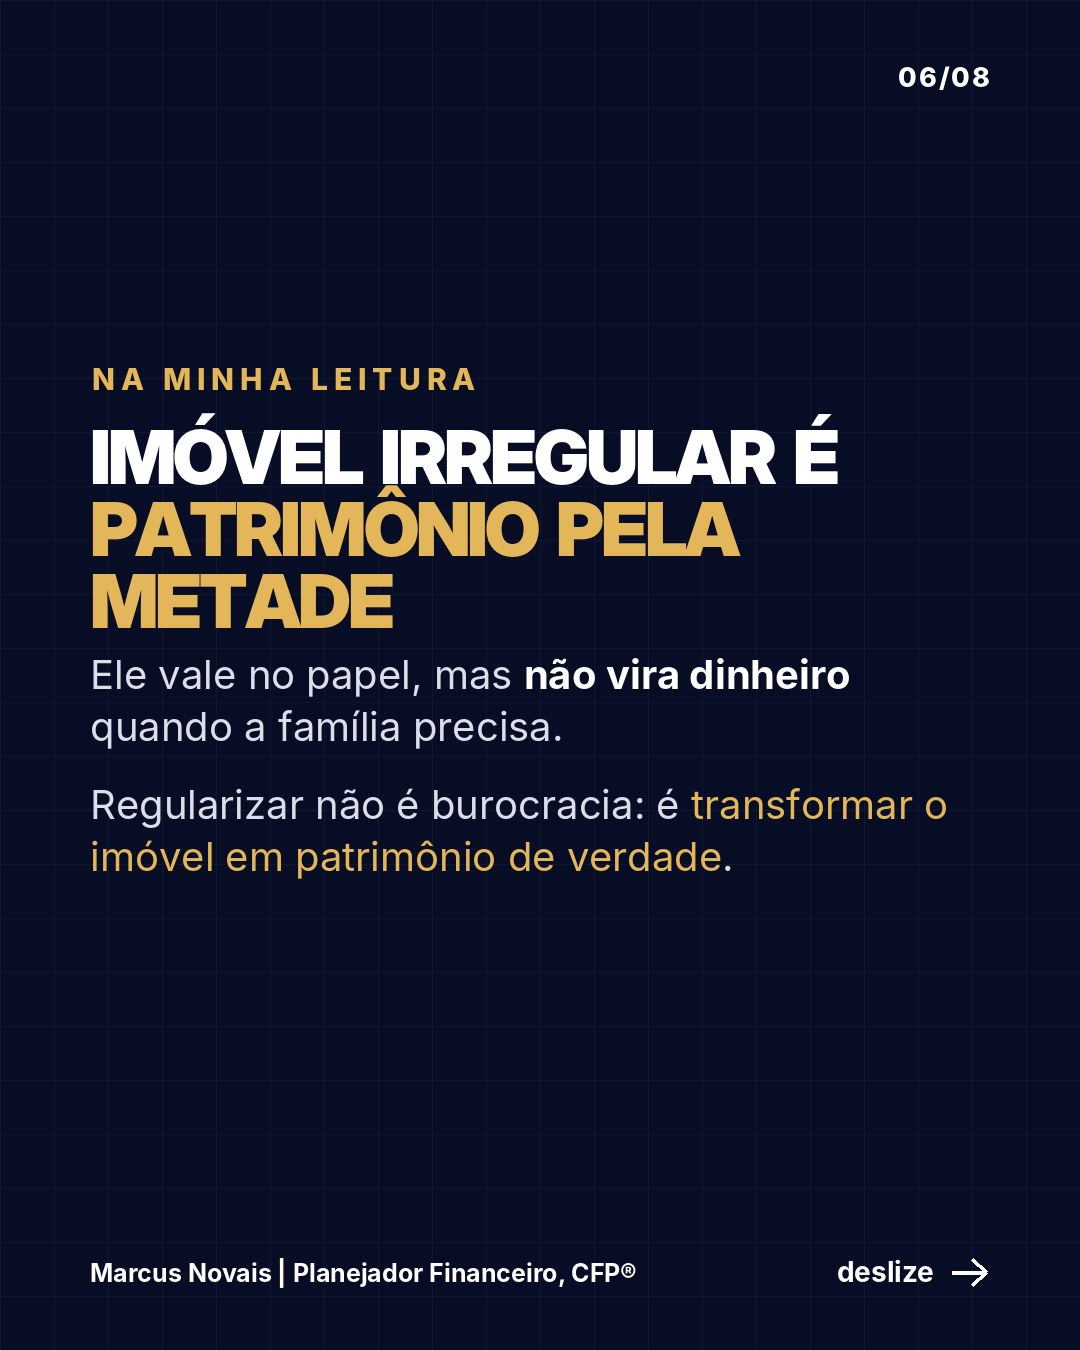 06/08
NA MINHA LEITURA
IMÓVEL IRREGULAR É
PATRIMÔNIO PELA
METADE
Ele vale no papel, mas não vira dinheiro
quando a família precisa.
Regularizar não é burocracia: é transformar o
imóvel em patrimônio de verdade.
Marcus Novais | Planejador Financeiro, CFP®
deslize →